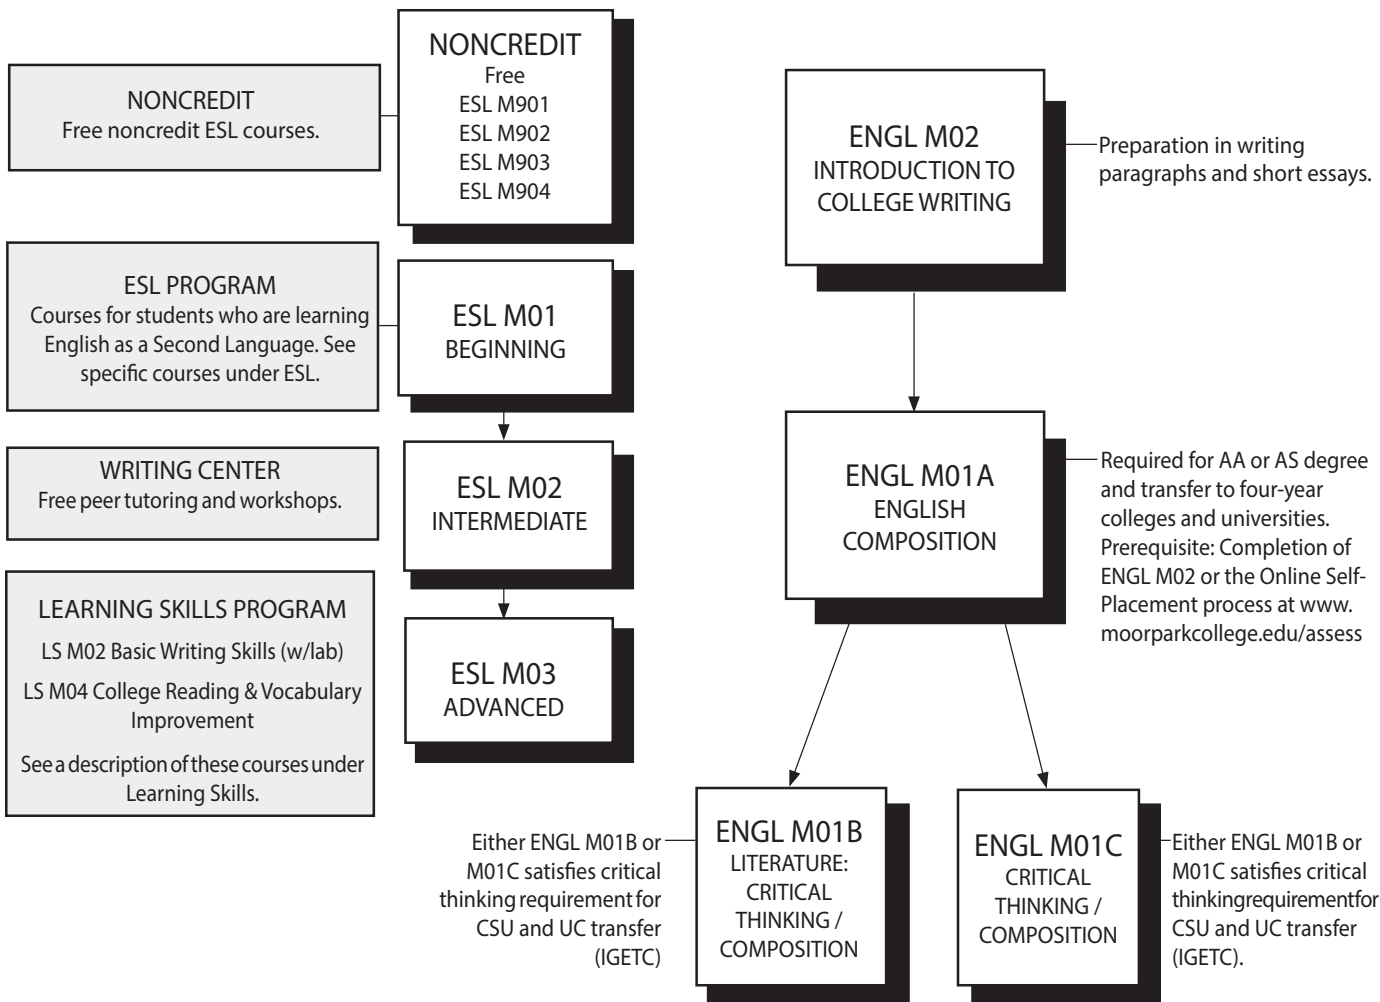 NONCREDIT
Free noncredit ESL courses.
NONCREDIT
Free
ESL M901
ESL M902
ESL M903
ESL M904
ESL PROGRAM
Courses for students who are learning
English as a Second Language. See
specific courses under ESL.
ESL M01
BEGINNING
WRITING CENTER
Free peer tutoring and workshops.
ESL M02
INTERMEDIATE
LEARNING SKILLS PROGRAM
LS M02 Basic Writing Skills (w/lab)
LS M04 College Reading & Vocabulary
Improvement
See a description of these courses under
Learning Skills.
ESL M03
ADVANCED
ENGL M02
INTRODUCTION TO
COLLEGE WRITING
Preparation in writing
paragraphs and short essays.
ENGL M01A
ENGLISH
COMPOSITION
Required for AA or AS degree
and transfer to four-year
colleges and universities.
Prerequisite: Completion of
ENGL M02 or the Online Self-
Placement process at www.
moorparkcollege.edu/assess
Either ENGL M01B or
M01C satisfies critical
thinking requirement for
CSU and UC transfer
(IGETC)
ENGL M01B
LITERATURE:
CRITICAL
THINKING /
COMPOSITION
ENGL M01C
CRITICAL
THINKING /
COMPOSITION
Either ENGL M01B or
M01C satisfies critical
thinkingrequirementfor
CSU and UC transfer
(IGETC).